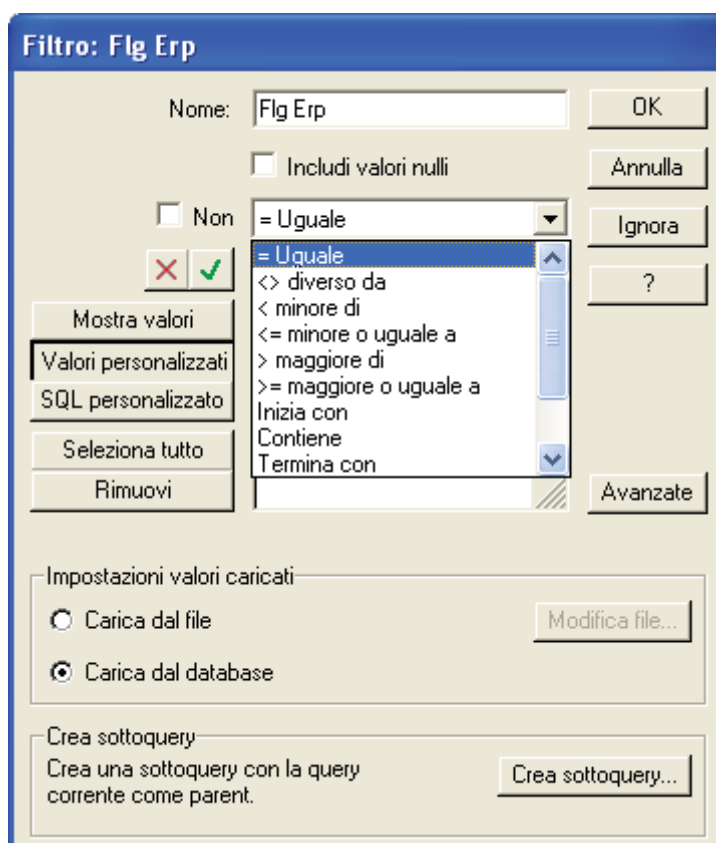 Filtro: Flg Erp
Nome: Flg Erp OK
Includi valori nulli Annulla
Non = Uguale Ignora
= Uguale
<> diverso da ?
< minore di
Mostra valori <= minore o uguale a
Valori personalizzati > maggiore di
SQL personalizzato >= maggiore o uguale a
Inizia con
Contiene
Seleziona tutto Termina con
Rimuovi Avanzate
Impostazioni valori caricati
Carica dal file Modifica file...
Carica dal database
Crea sottoquery
Crea una sottoquery con la query Crea sottoquery...
corrente come parent.